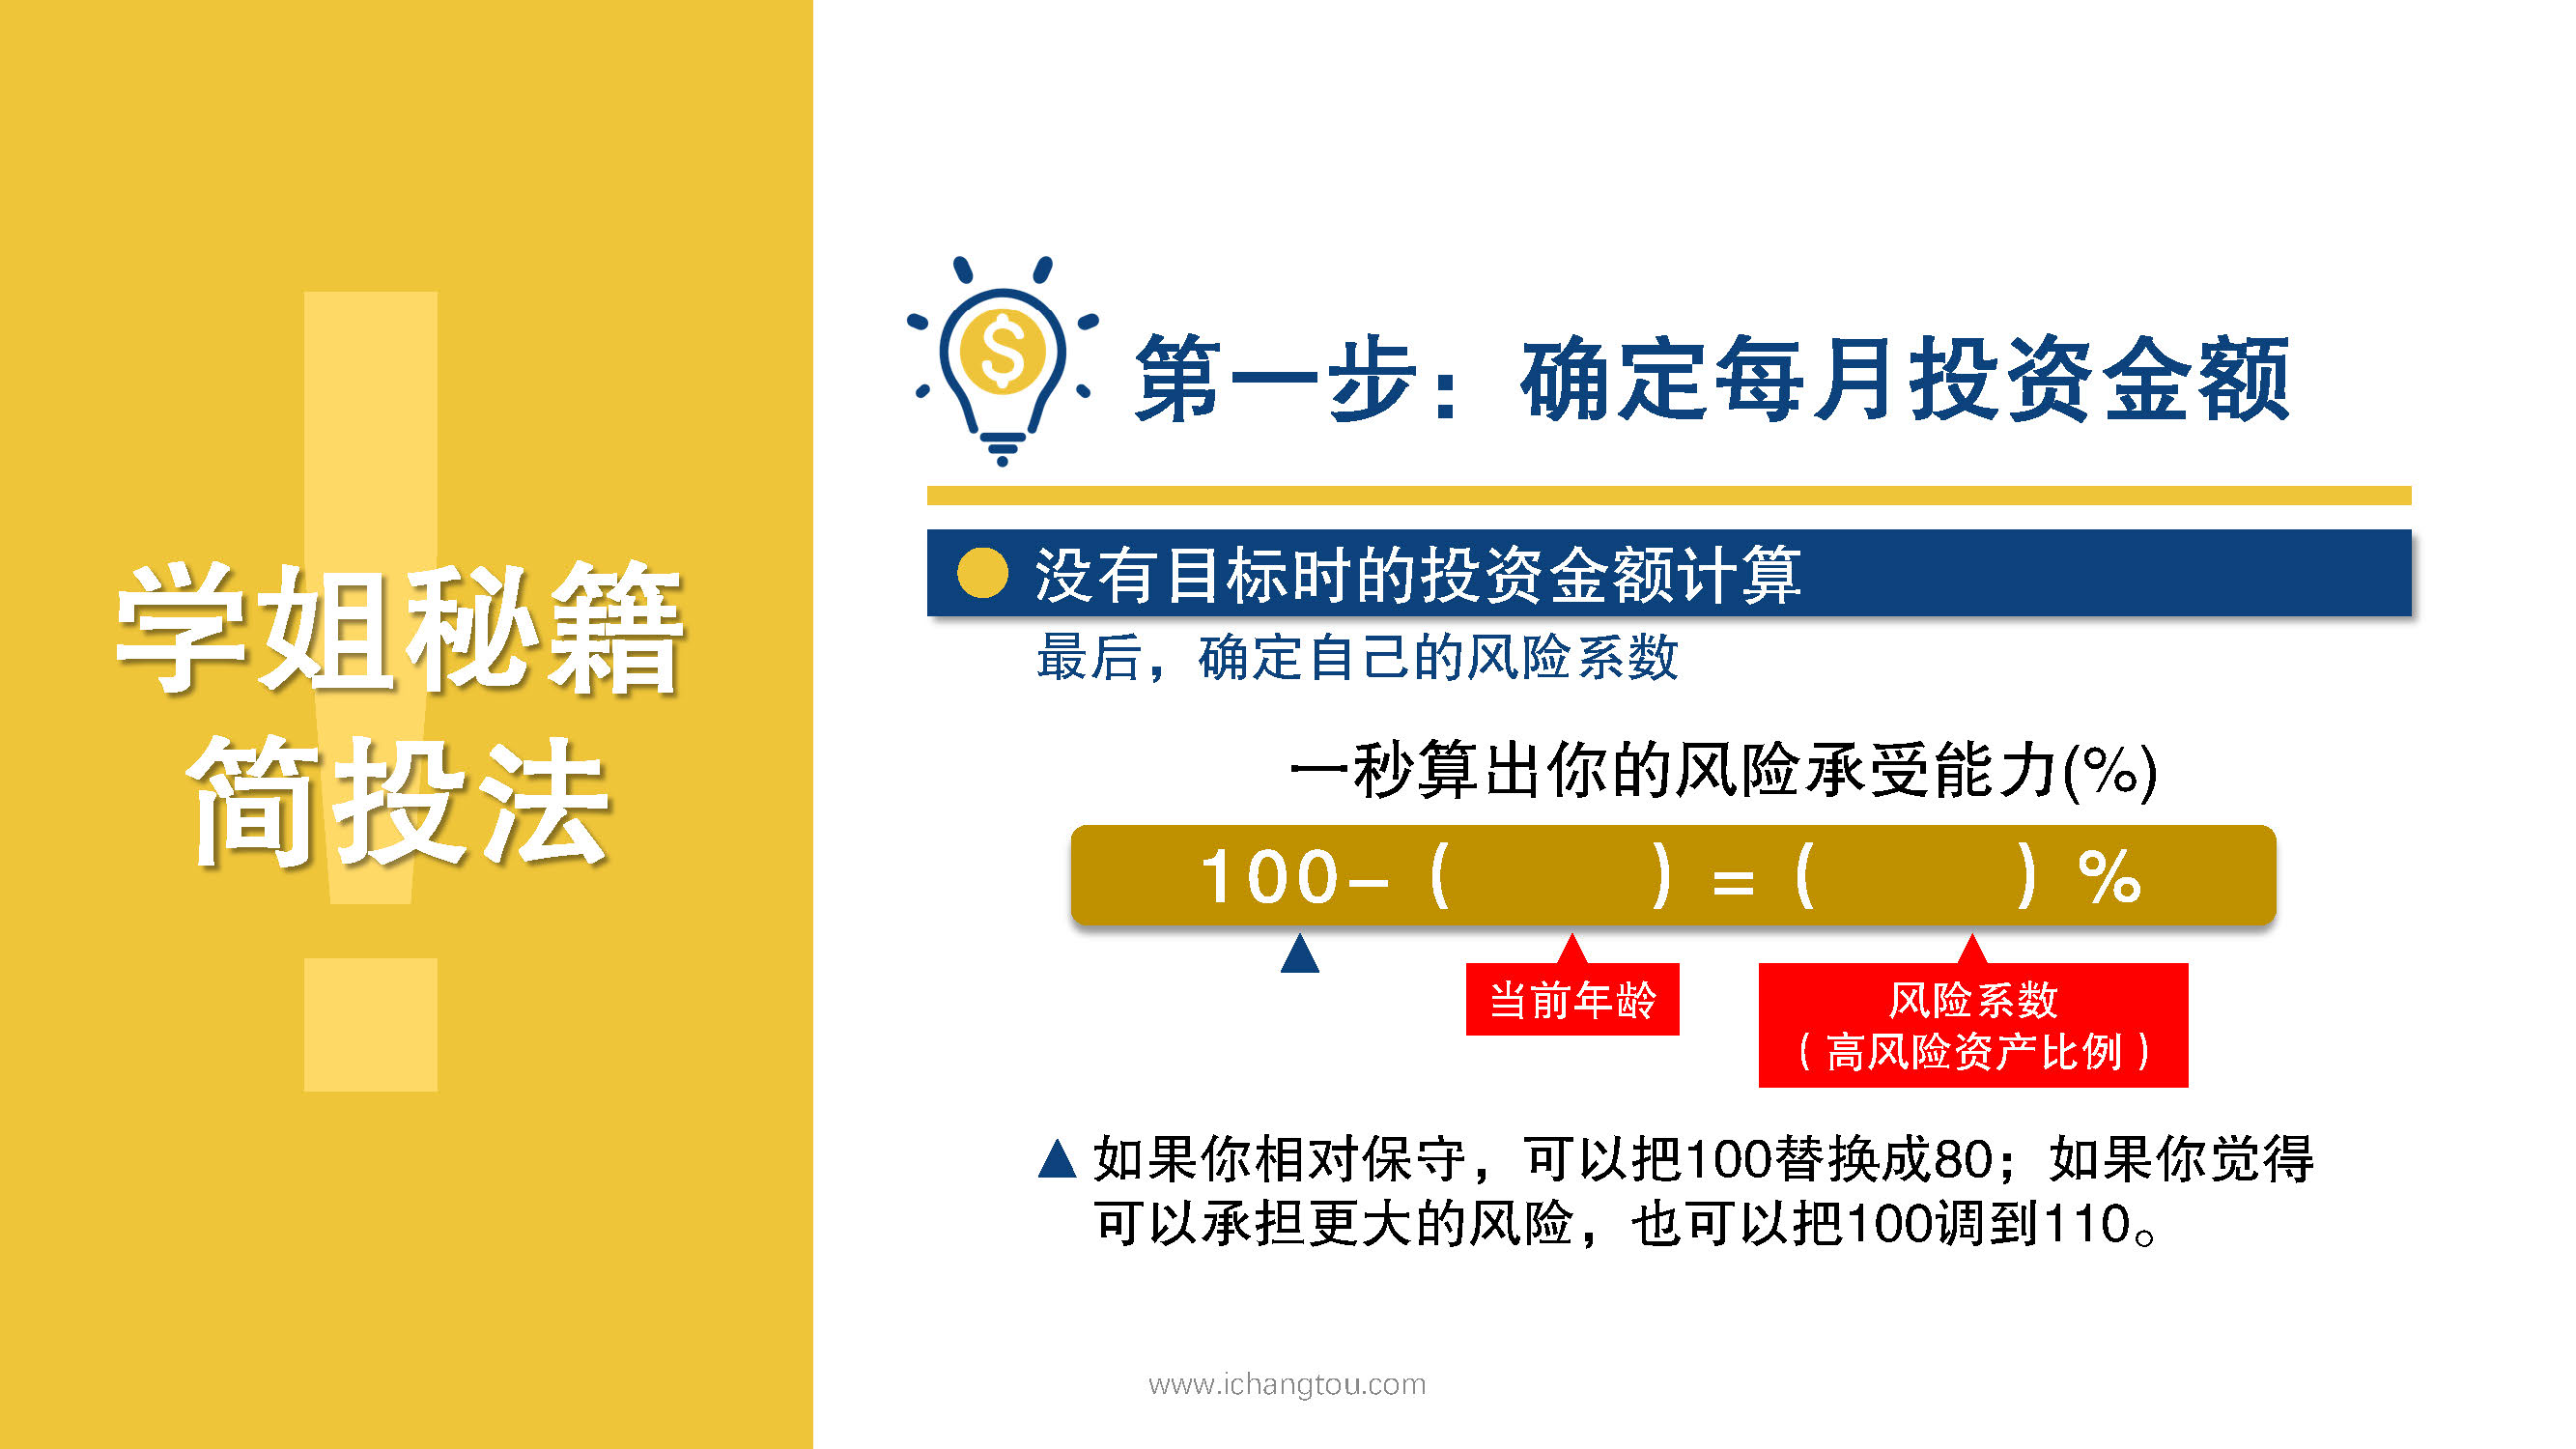 学姐秘籍
简投法
$
第一步：确定每月投资金额
没有目标时的投资金额计算
最后，确定自己的风险系数
一秒算出你的风险承受能力(%)
100-（　　）=（　　）%
当前年龄
风险系数
（高风险资产比例）
▲如果你相对保守，可以把100替换成80；如果你觉得
可以承担更大的风险，也可以把100调到110。
www.ichangtou.com